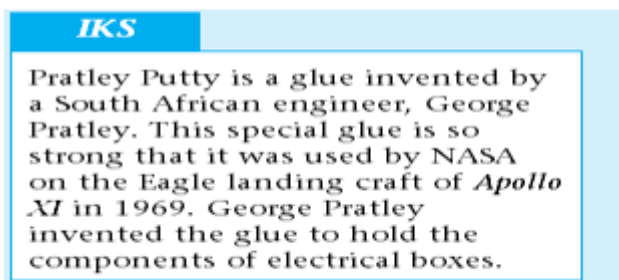 IKS
Pratley Putty is a glue invented by
a South African engineer, George
Pratley. This special glue is so
strong that it was used by NASA
on the Eagle landing craft of Apollo
XI in 1969. George Pratley
invented the glue to hold the
components of electrical boxes.